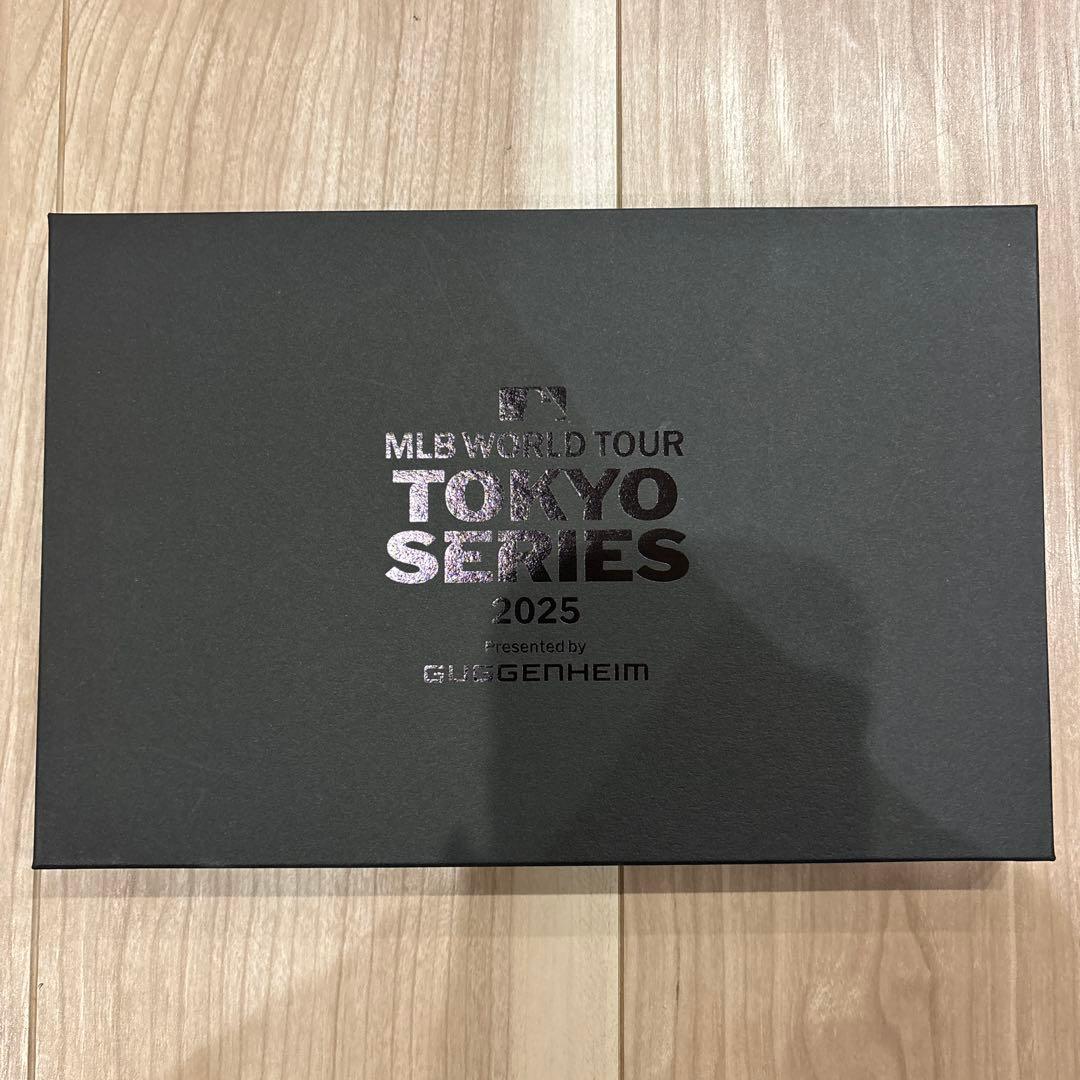 MLB WORLD TOUR
TOKYO
SERIES
2025
Presented by
GUGGENHEIM